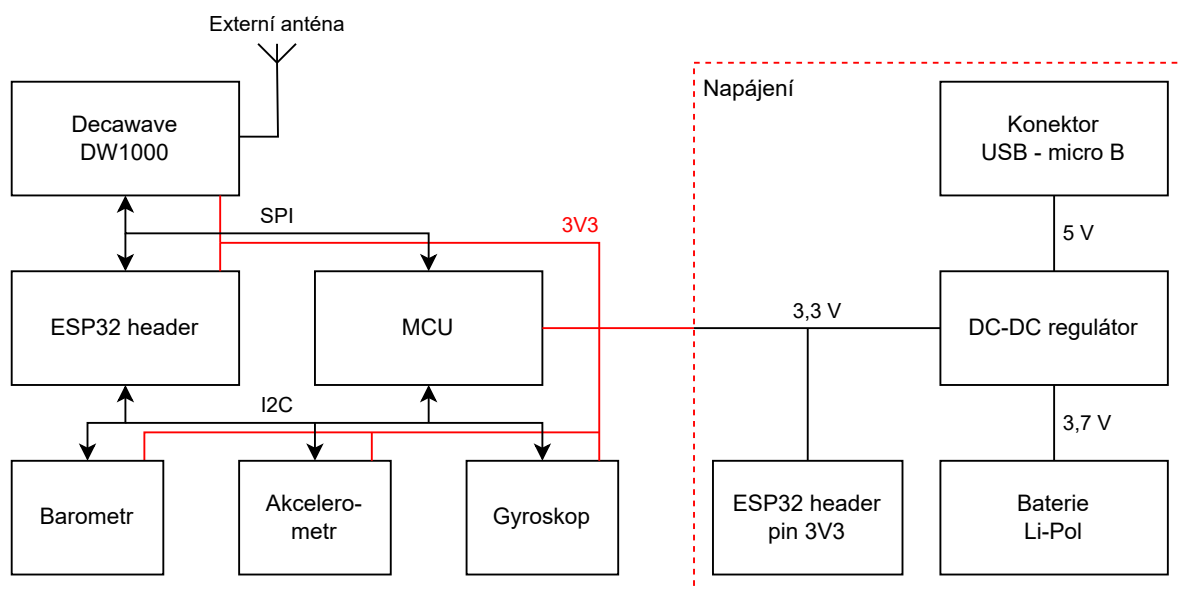 Externí anténa
Decawave
DW1000
Napájení
Konektor
USB - micro B
SPI
3V3
5 V
ESP32 header
MCU
3,3 V
DC-DC regulátor
I2C
3,7 V
Barometr
Akcelero-
metr
Gyroskop
ESP32 header
pin 3V3
Baterie
Li-Pol